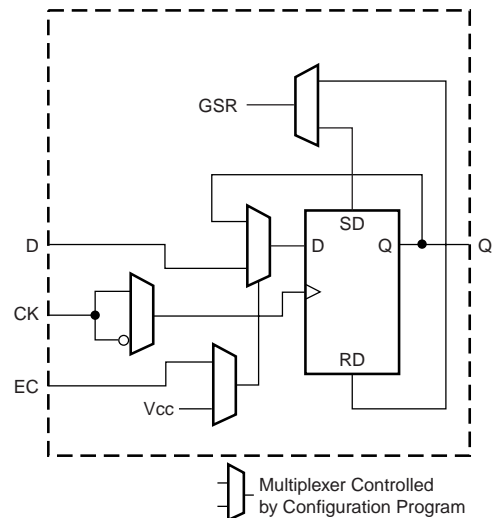 GSR
SD
D
D
Q
Q
CK
RD
EC
Vcc
Multiplexer Controlled
by Configuration Program